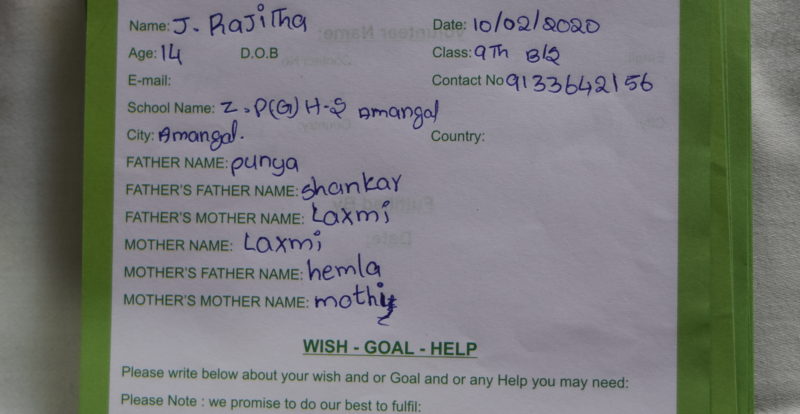 Name: J. Rajitha Date: 10/02/2020
Age: 14 D.O.B Class: 9th
E-mail: Contact No 9133642156
School Name: Z.P(G) H.S Amangal
City: Amangal. Country:
FATHER NAME: punya
FATHER'S FATHER NAME: shankar
FATHER'S MOTHER NAME: Laxmi
MOTHER NAME: Laxmi
MOTHER'S FATHER NAME: hemla
MOTHER'S MOTHER NAME:
WISH - GOAL - HELP
Please write below about your wish and or Goal and or any Help you may need:
Please Note : we promise to do our best to fulfil: